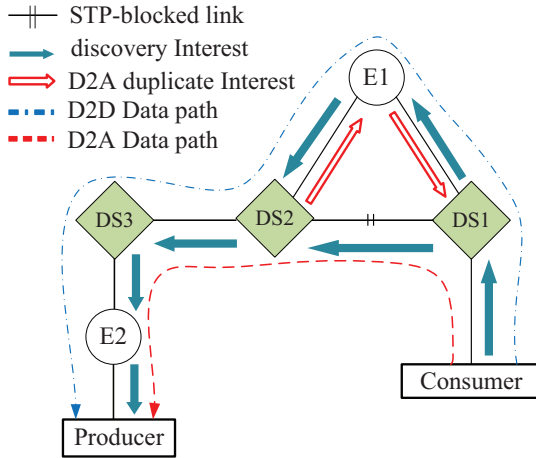 STP-blocked link
discovery Interest
D2A duplicate Interest
D2D Data path
D2A Data path
E1
DS3
DS2
DS1
E2
Consumer
Producer